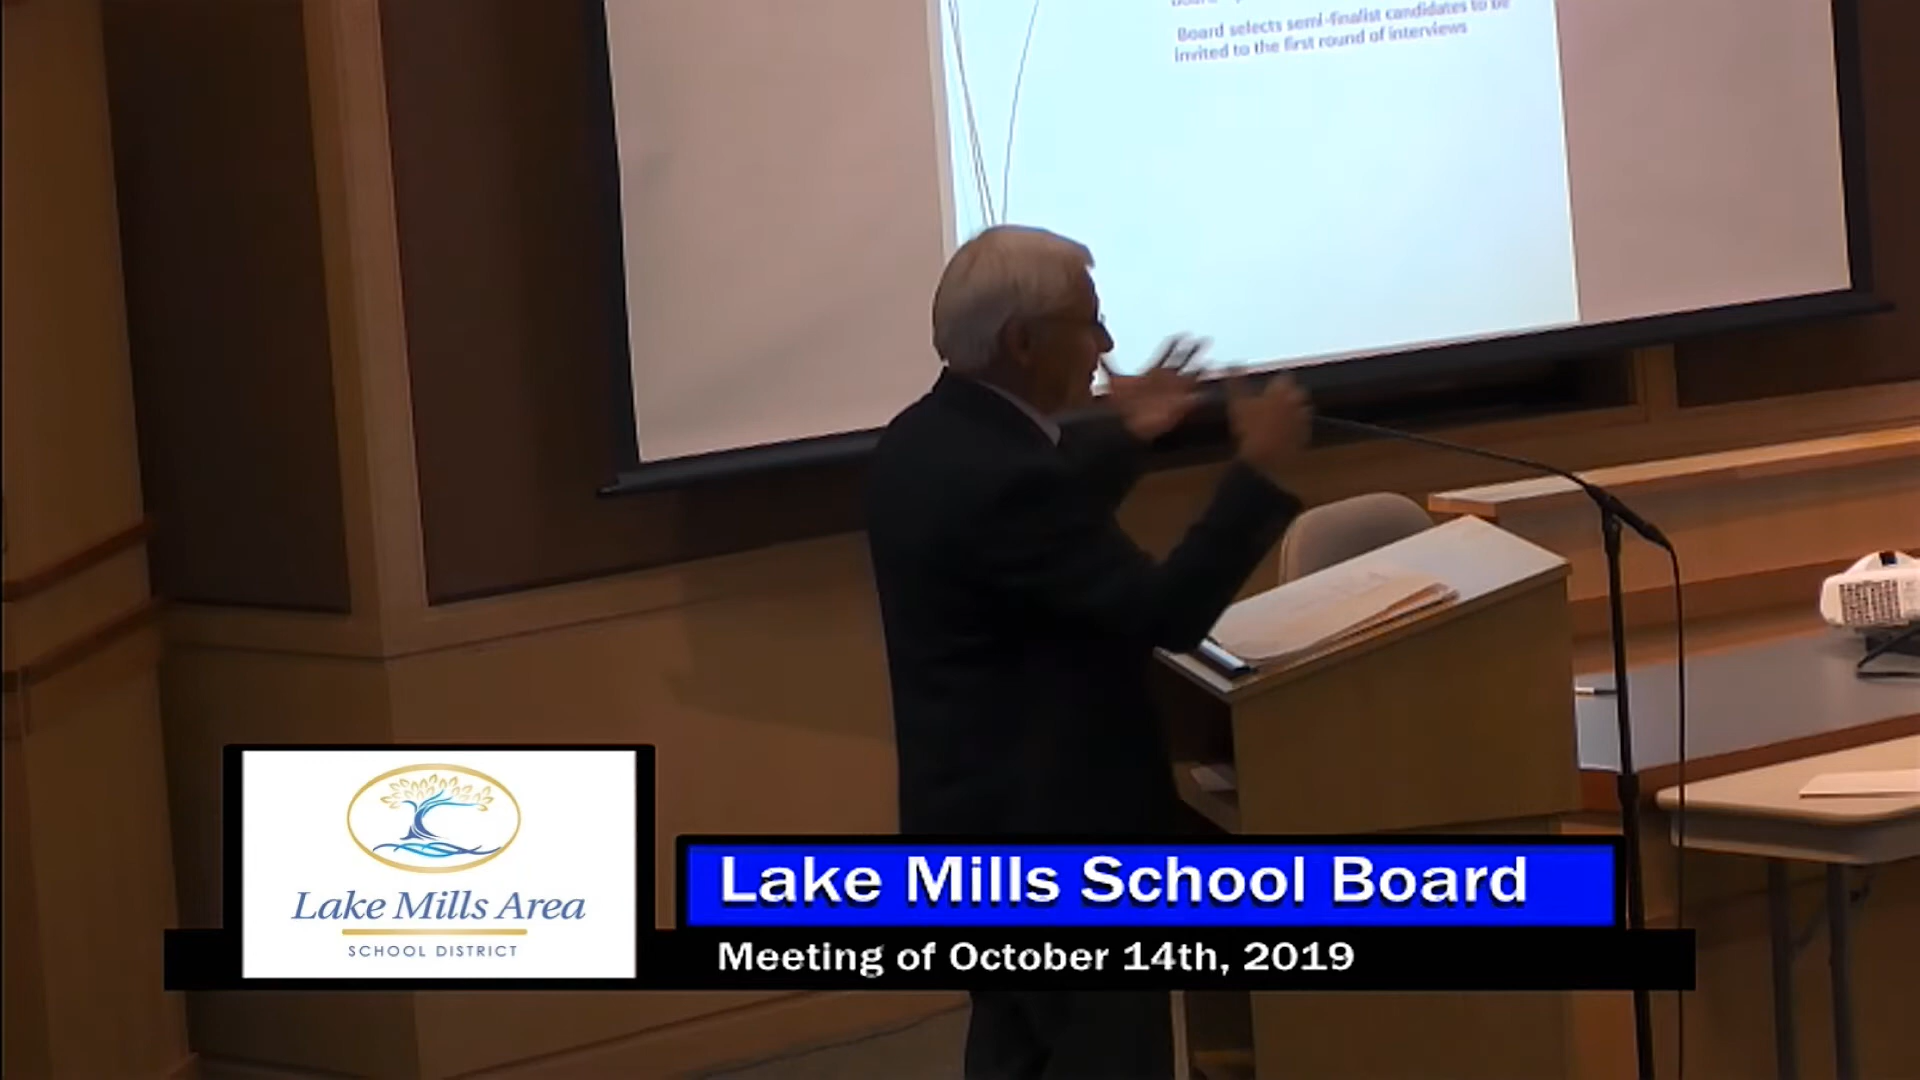 Board selects semi-finalist candidates to be
invited to the first round of interviews
Lake Mills Area
SCHOOL DISTRICT
Lake Mills School Board
Meeting of October 14th, 2019